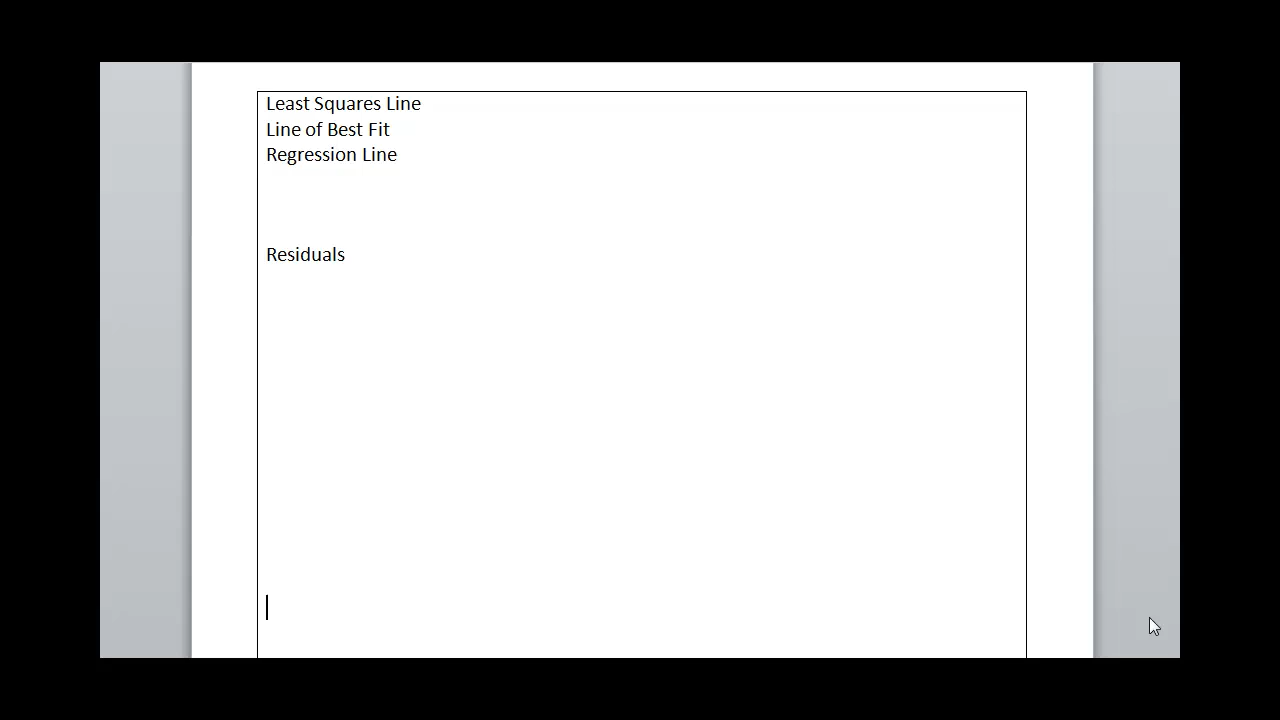 Least Squares Line
Line of Best Fit
Regression Line
Residuals